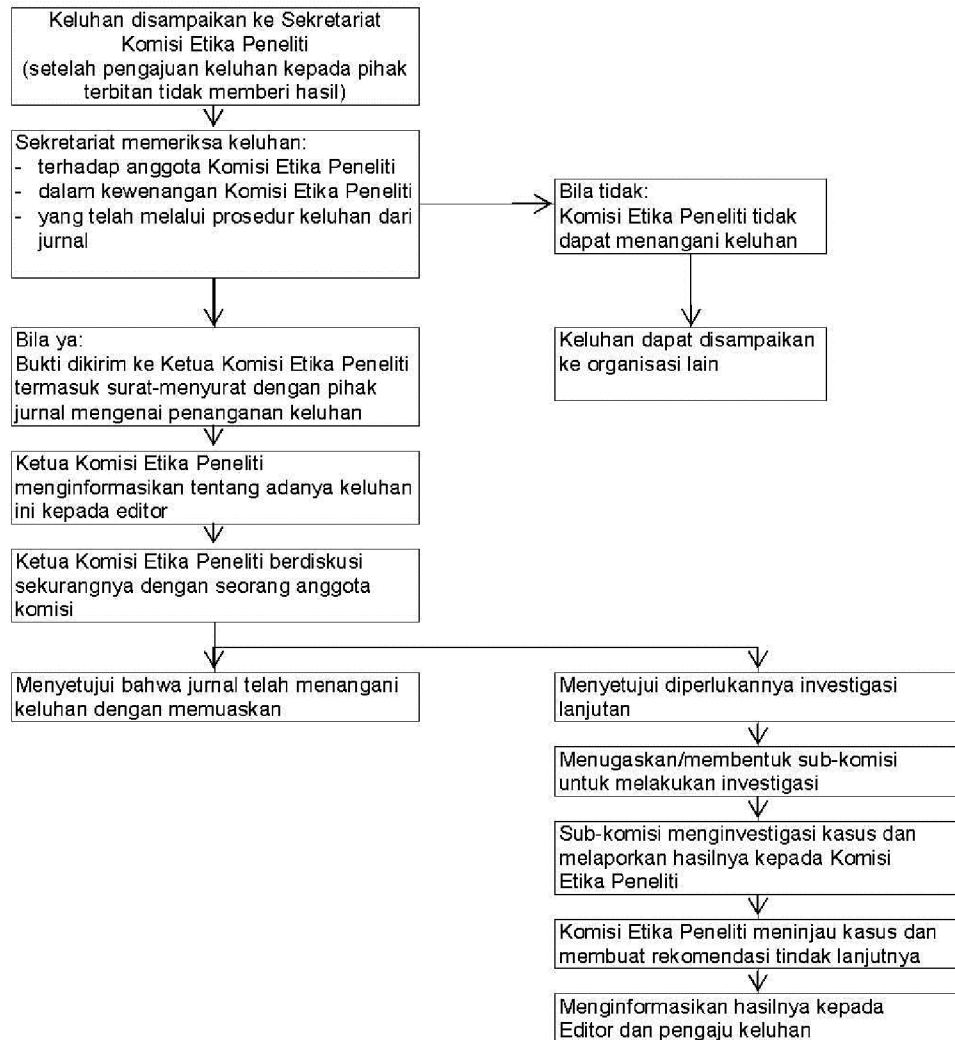 Keluhan disampaikan ke Sekretariat
Komisi Etika Peneliti
(setelah pengajuan keluhan kepada pihak
terbitan tidak memberi hasil)
Sekretariat memeriksa keluhan:
- terhadap anggota Komisi Etika Peneliti
- dalam kewenangan Komisi Etika Peneliti
- yang telah melalui prosedur keluhan dari
jurnal
Bila tidak:
Komisi Etika Peneliti tidak
dapat menangani keluhan
Keluhan dapat disampaikan
ke organisasi lain
Bila ya:
Bukti dikirim ke Ketua Komisi Etika Peneliti
termasuk surat-menyurat dengan pihak
jurnal mengenai penanganan keluhan
Ketua Komisi Etika Peneliti
menginformasikan tentang adanya keluhan
ini kepada editor
Ketua Komisi Etika Peneliti berdiskusi
sekurangnya dengan seorang anggota
komisi
Menyetujui bahwa jurnal telah menangani
keluhan dengan memuaskan
Menyetujui diperlukannya investigasi
lanjutan
Menugaskan/membentuk sub-komisi
untuk melakukan investigasi
Sub-komisi menginvestigasi kasus dan
melaporkan hasilnya kepada Komisi
Etika Peneliti
Komisi Etika Peneliti meninjau kasus dan
membuat rekomendasi tindak lanjutnya
Menginformasikan hasilnya kepada
Editor dan pengaju keluhan